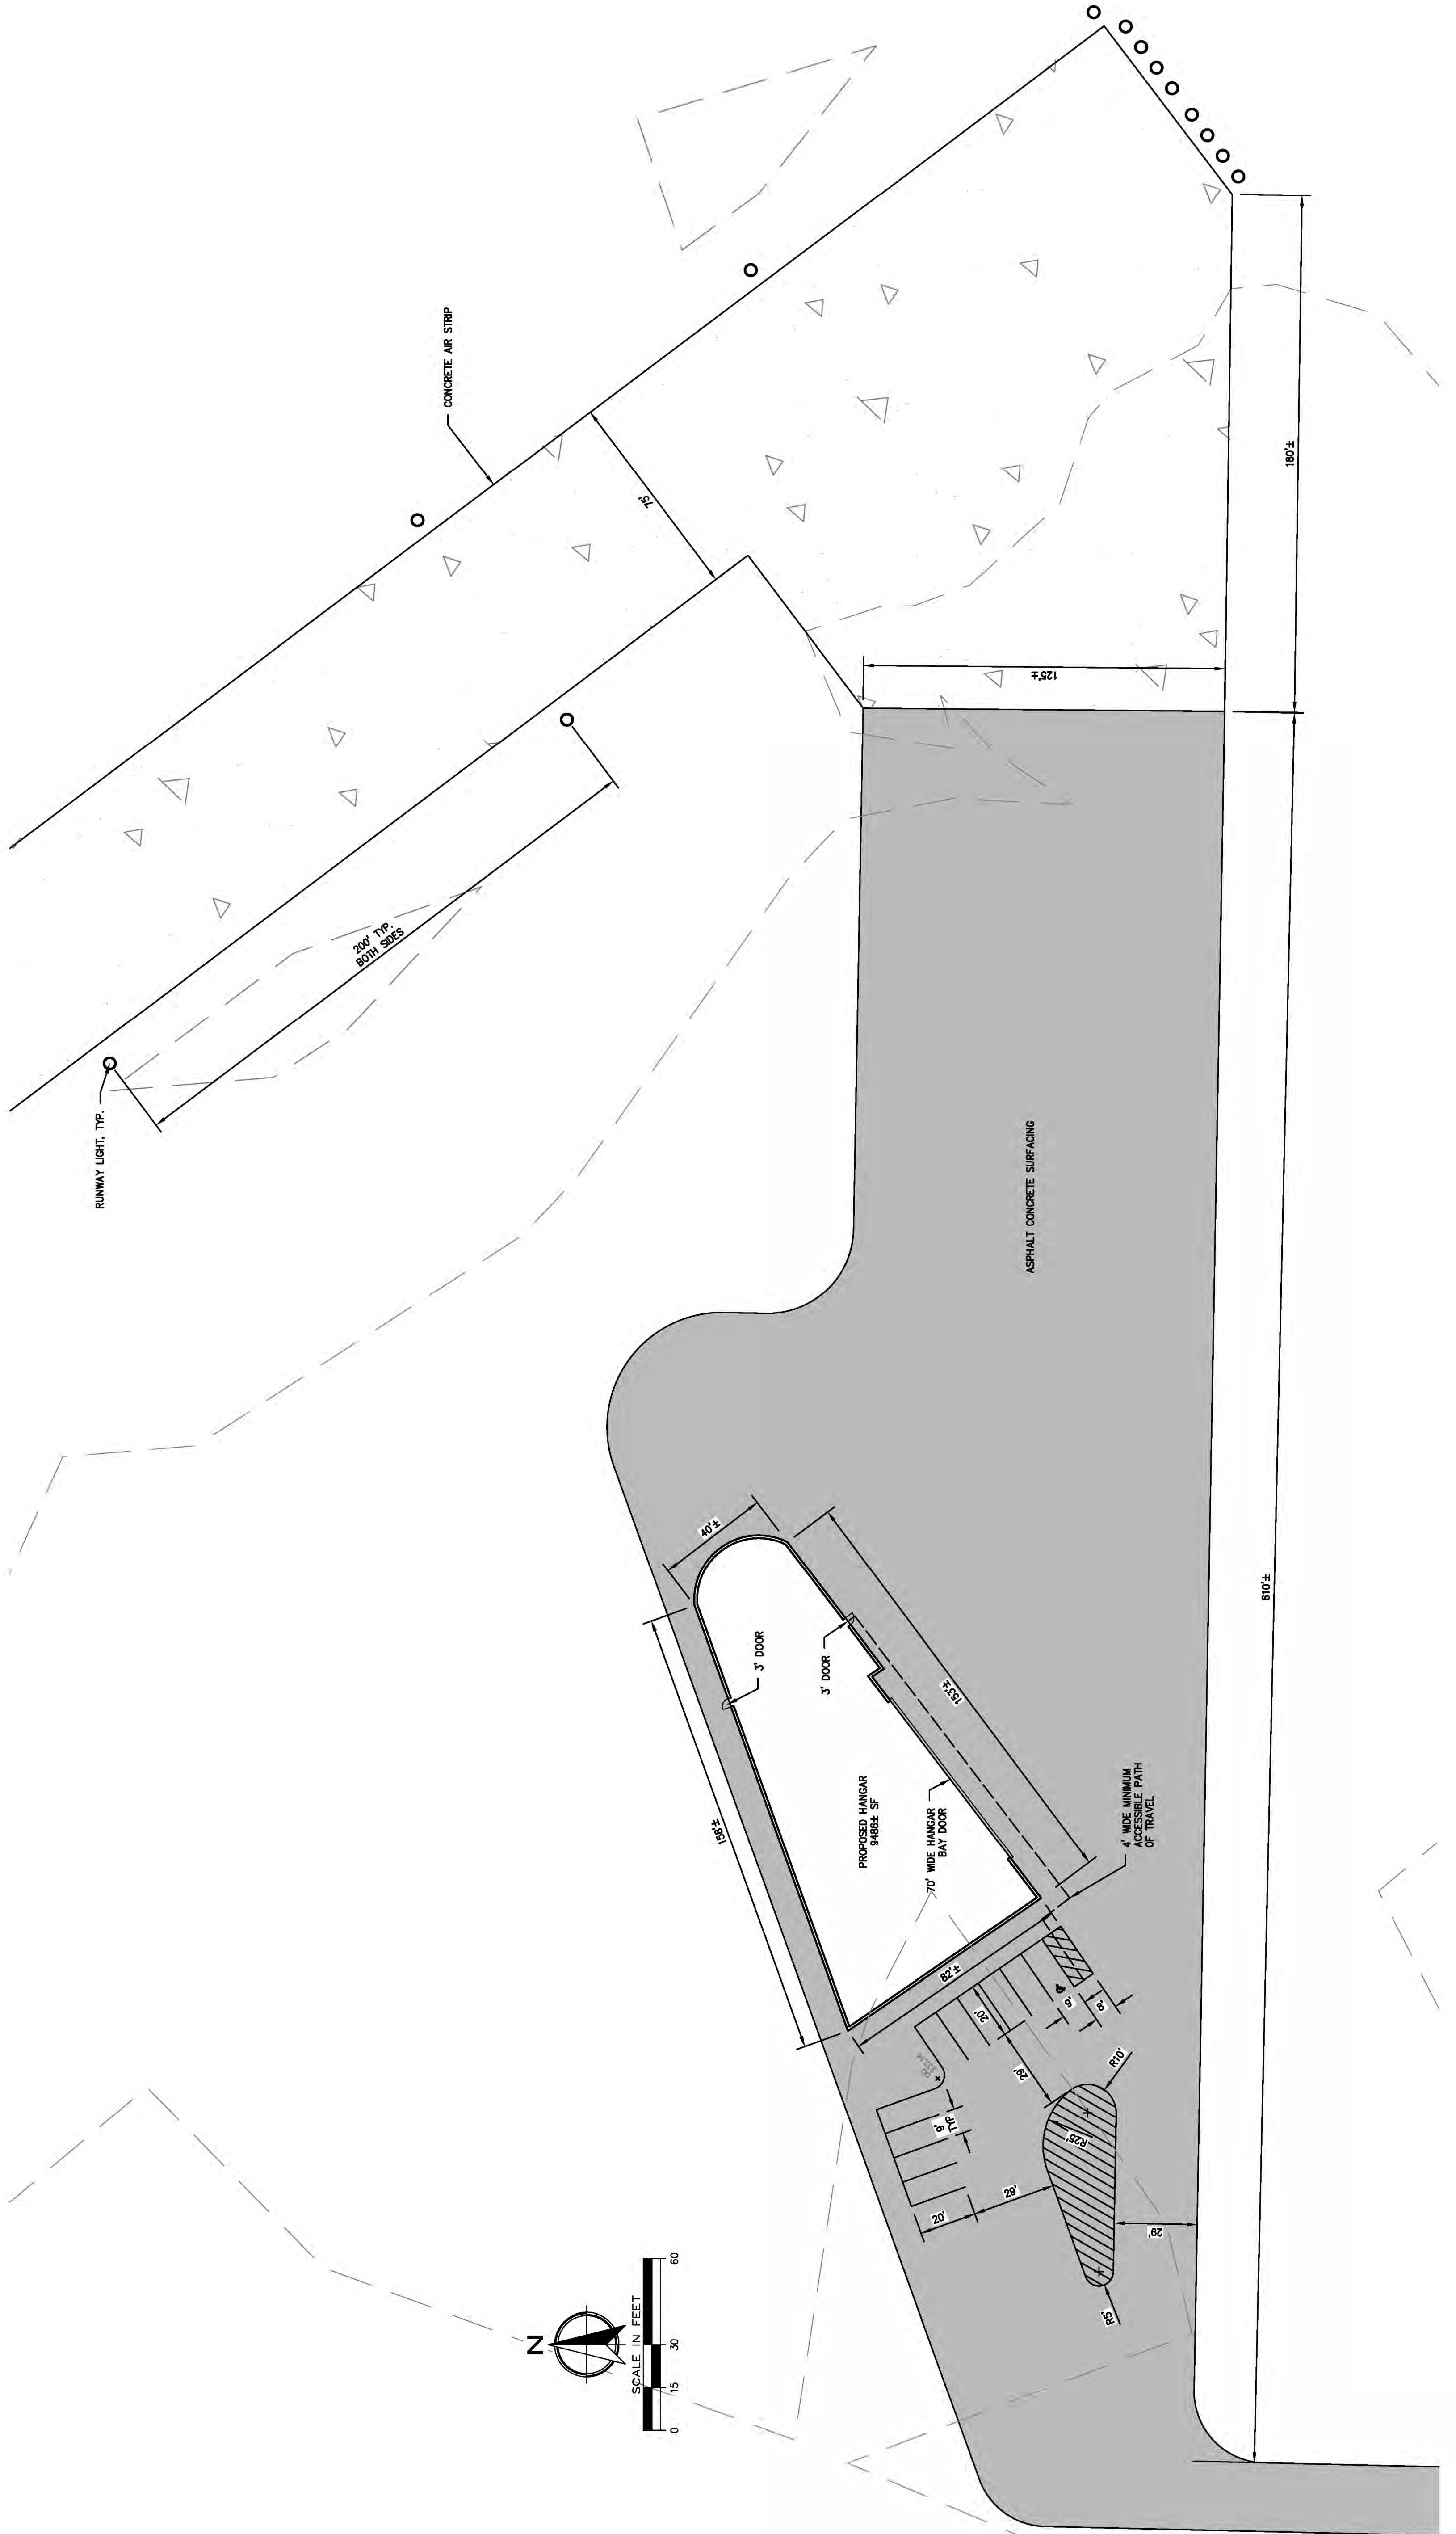 CONCRETE AIR STRIP
75'
180'±
125'±
RUNWAY LIGHT, TYP.
200' TYP.
BOTH SIDES
ASPHALT CONCRETE SURFACING
610'±
40'±
3' DOOR
3' DOOR
158'±
153'±
PROPOSED HANGAR
9486± SF
70' WIDE HANGAR
BAY DOOR
4' WIDE MINIMUM
ACCESSIBLE PATH
OF TRAVEL
82'±
20'
9'
8'
29'
R10'
9'
TYP
R25'
20'
29'
29'
R5'
N
SCALE IN FEET
0 15 30 60